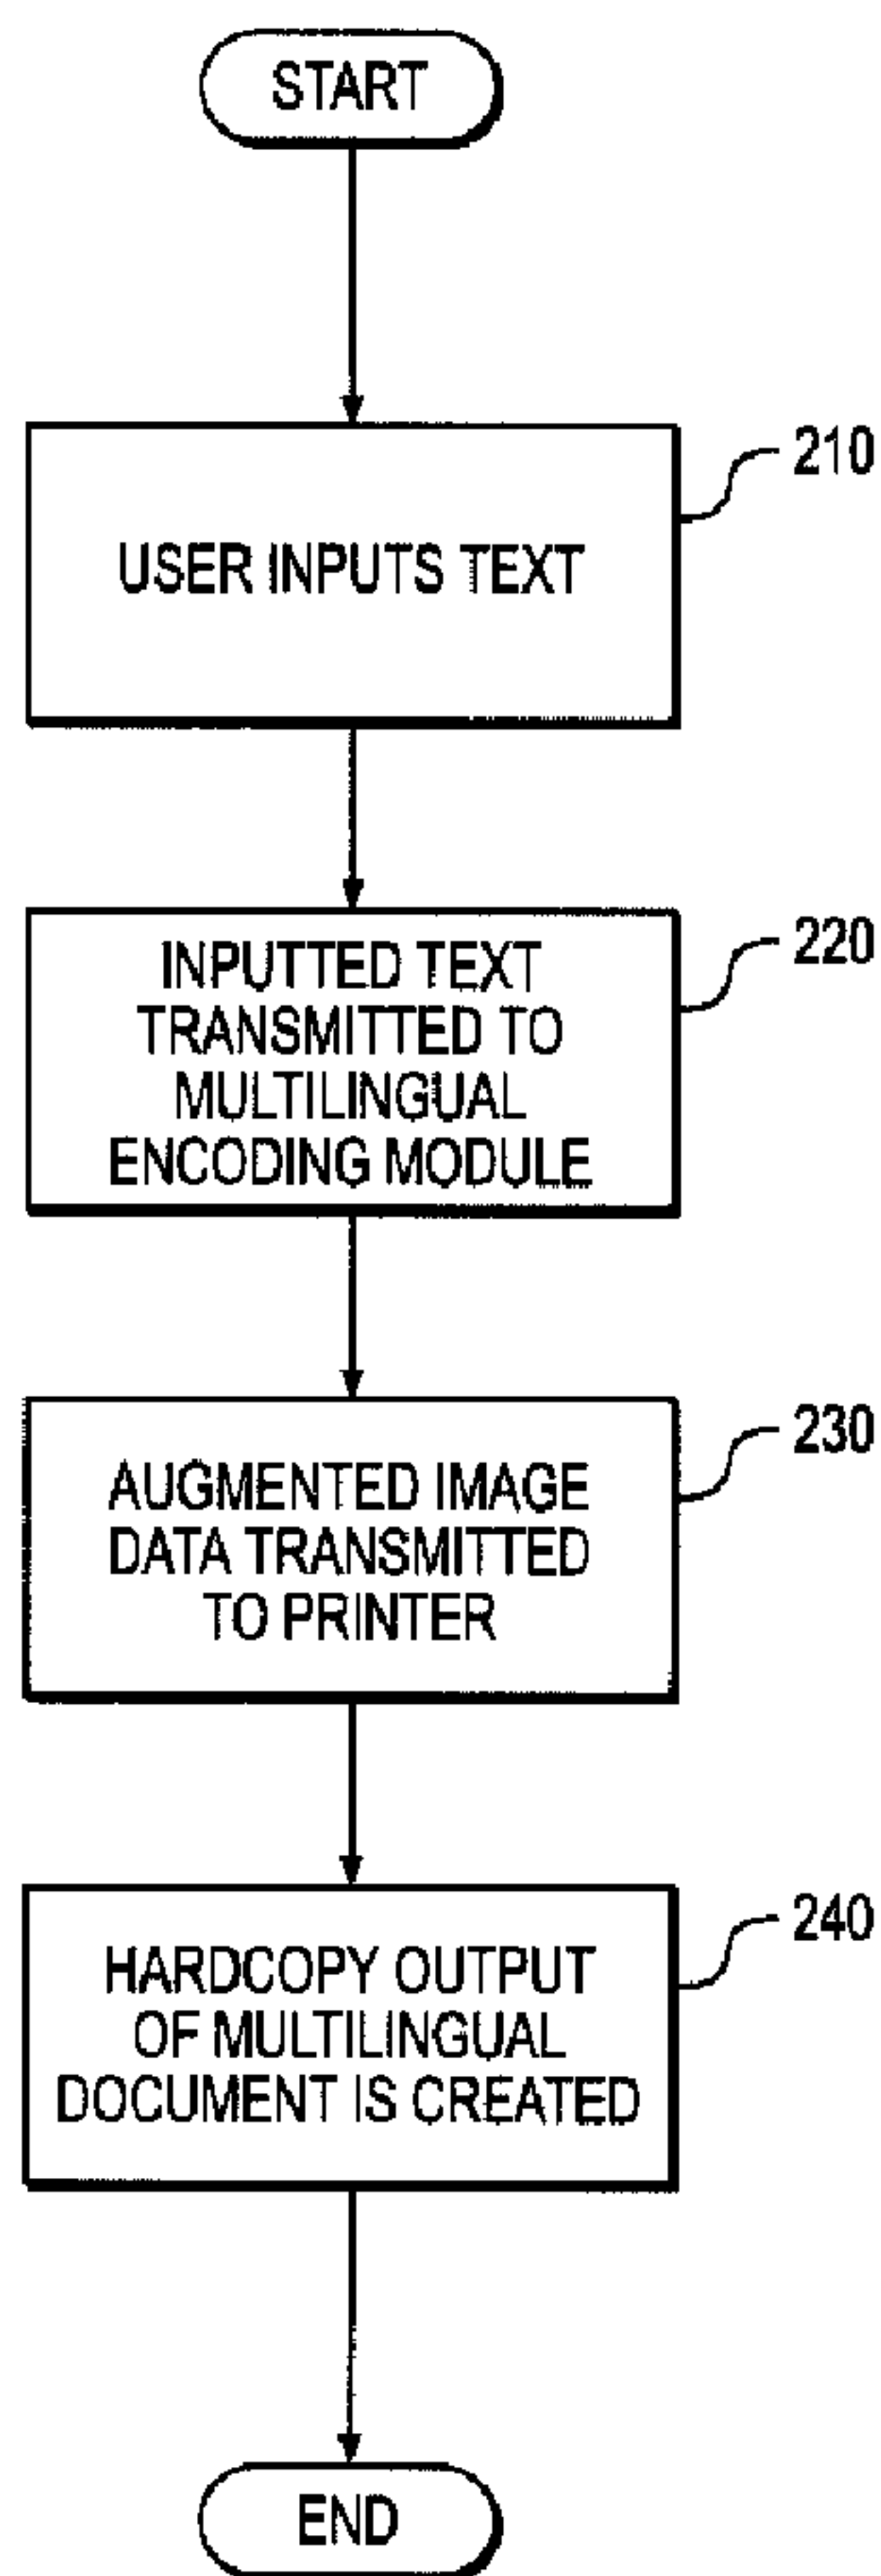 START
210
USER INPUTS TEXT
220
INPUTTED TEXT
TRANSMITTED TO
MULTILINGUAL
ENCODING MODULE
230
AUGMENTED IMAGE
DATA TRANSMITTED
TO PRINTER
240
HARDCOPY OUTPUT
OF MULTILINGUAL
DOCUMENT IS CREATED
END